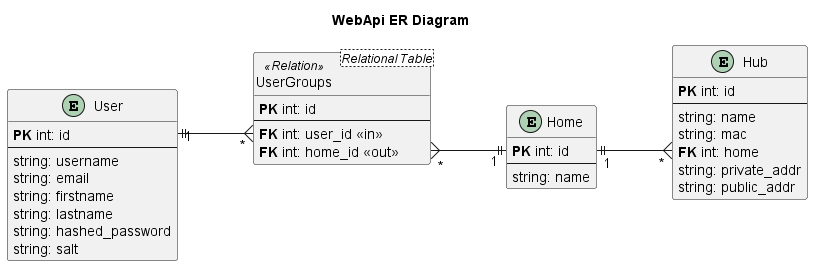 WebApi ER Diagram
E User
PK int: id
string: username
string: email
string: firstname
string: lastname
string: hashed_password
string: salt
1
*
Relational Table
«Relation»
UserGroups
PK int: id
FK int: user_id «in»
FK int: home_id «out»
*
1
E Home
PK int: id
string: name
1
*
E Hub
PK int: id
string: name
string: mac
FK int: home
string: private_addr
string: public_addr